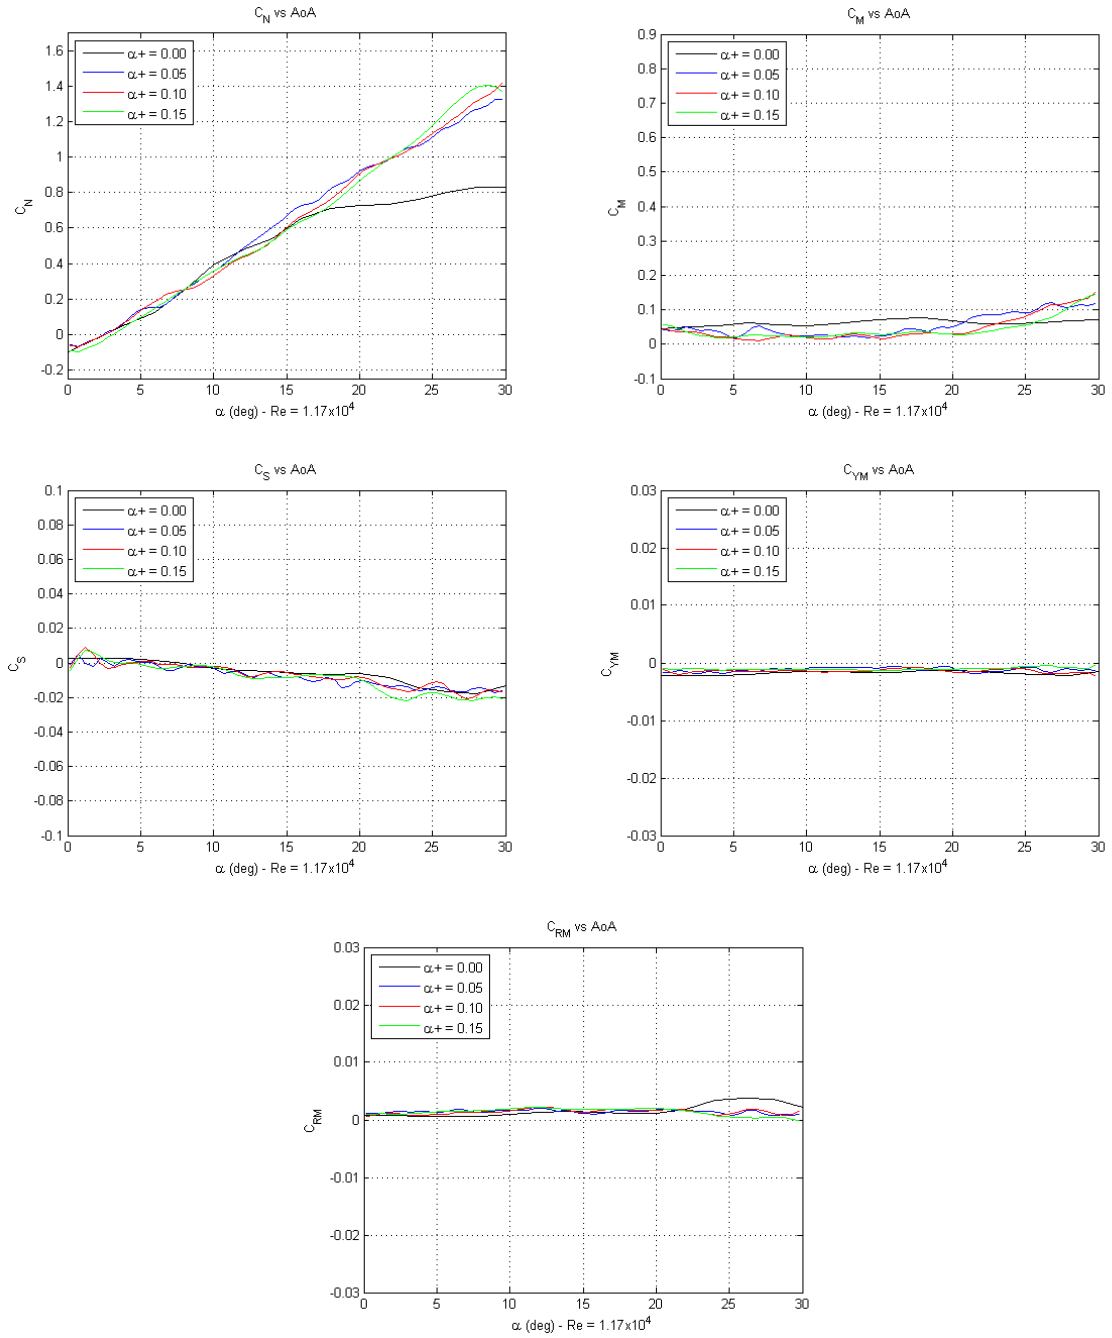 C_N vs AoA
1.6
1.4
1.2
1
0.8
0.6
0.4
0.2
0
-0.2
C_N
α+ = 0.00
α+ = 0.05
α+ = 0.10
α+ = 0.15
0 5 10 15 20 25 30
α (deg) - Re = 1.17x10^4
C_M vs AoA
0.9
0.8
0.7
0.6
0.5
0.4
0.3
0.2
0.1
0
-0.1
C_M
α+ = 0.00
α+ = 0.05
α+ = 0.10
α+ = 0.15
0 5 10 15 20 25 30
α (deg) - Re = 1.17x10^4
C_S vs AoA
0.1
0.08
0.06
0.04
0.02
0
-0.02
-0.04
-0.06
-0.08
-0.1
C_S
α+ = 0.00
α+ = 0.05
α+ = 0.10
α+ = 0.15
0 5 10 15 20 25 30
α (deg) - Re = 1.17x10^4
C_YM vs AoA
0.03
0.02
0.01
0
-0.01
-0.02
-0.03
C_YM
α+ = 0.00
α+ = 0.05
α+ = 0.10
α+ = 0.15
0 5 10 15 20 25 30
α (deg) - Re = 1.17x10^4
C_RM vs AoA
0.03
0.02
0.01
0
-0.01
-0.02
-0.03
C_RM
α+ = 0.00
α+ = 0.05
α+ = 0.10
α+ = 0.15
0 5 10 15 20 25 30
α (deg) - Re = 1.17x10^4